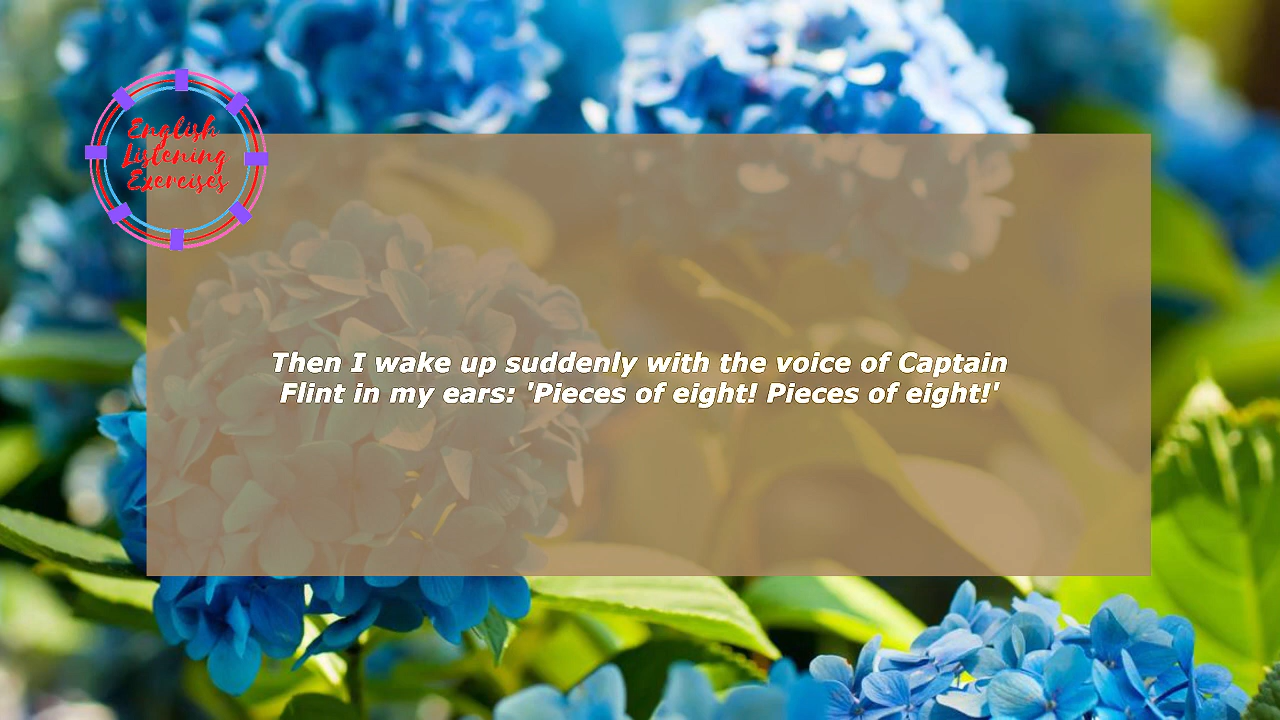 English
Listening
Exercises
Then I wake up suddenly with the voice of Captain
Flint in my ears: 'Pieces of eight! Pieces of eight!'